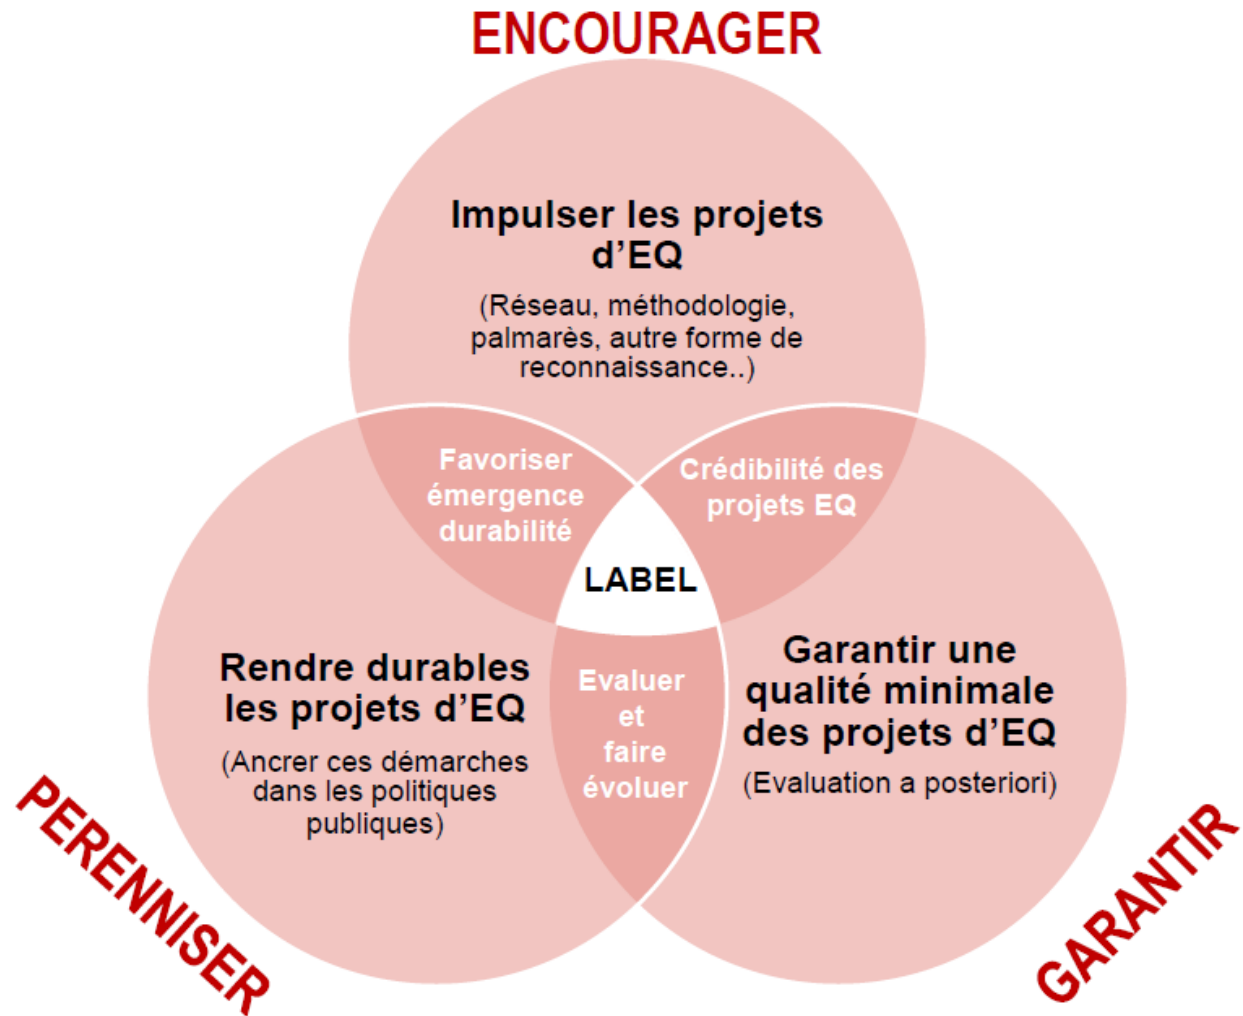 ENCOURAGER
Impulser les projets
d’EQ
(Réseau, méthodologie,
palmarès, autre forme de
reconnaissance..)
Favoriser
émergence
durabilité
Crédibilité des
projets EQ
LABEL
Rendre durables
les projets d’EQ
(Ancrer ces démarches
dans les politiques
publiques)
Evaluer
et
faire
évoluer
Garantir une
qualité minimale
des projets d’EQ
(Evaluation a posteriori)
PERENNISER
GARANTIR